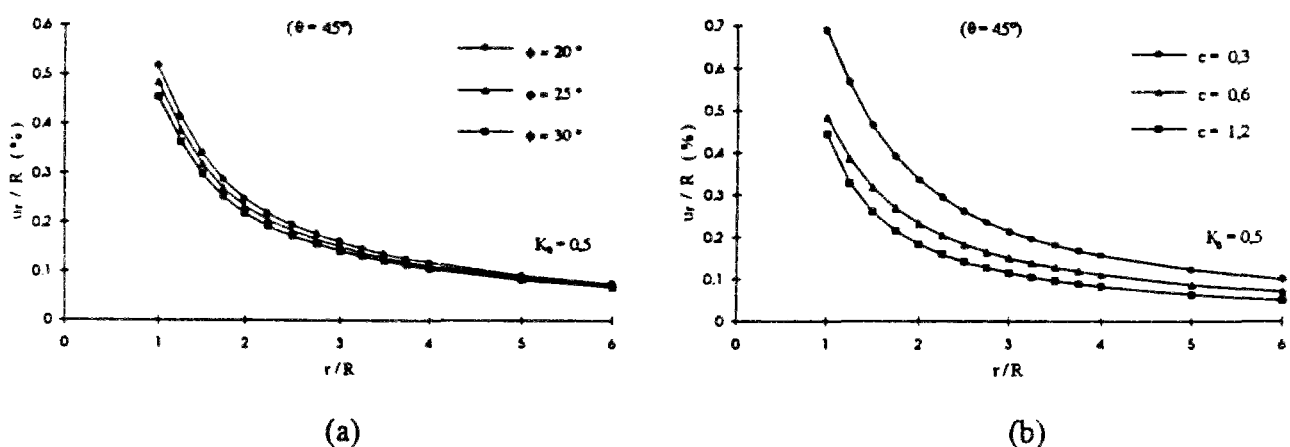 (θ = 45°)
ϕ = 20 °
ϕ = 25 °
ϕ = 30 °
u_r / R (%)
0.6
0.5
0.4
0.3
0.2
0.1
0
K₀ = 0,5
0 1 2 3 4 5 6
r / R
(a)
(θ = 45°)
c = 0,3
c = 0,6
c = 1,2
u_r / R (%)
0.7
0.6
0.5
0.4
0.3
0.2
0.1
0
K₀ = 0,5
0 1 2 3 4 5 6
r / R
(b)